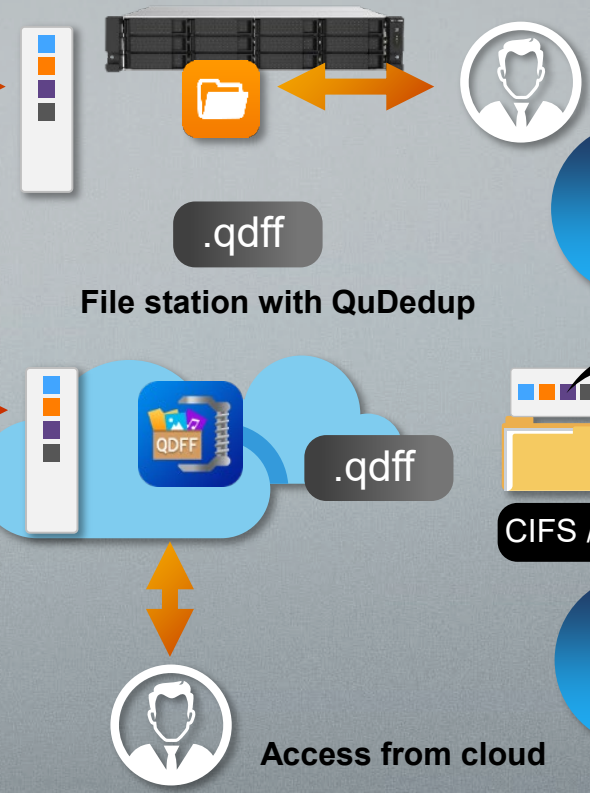 .qdff
File station with QuDedup
QDFF
.qdff
CIFS
Access from cloud